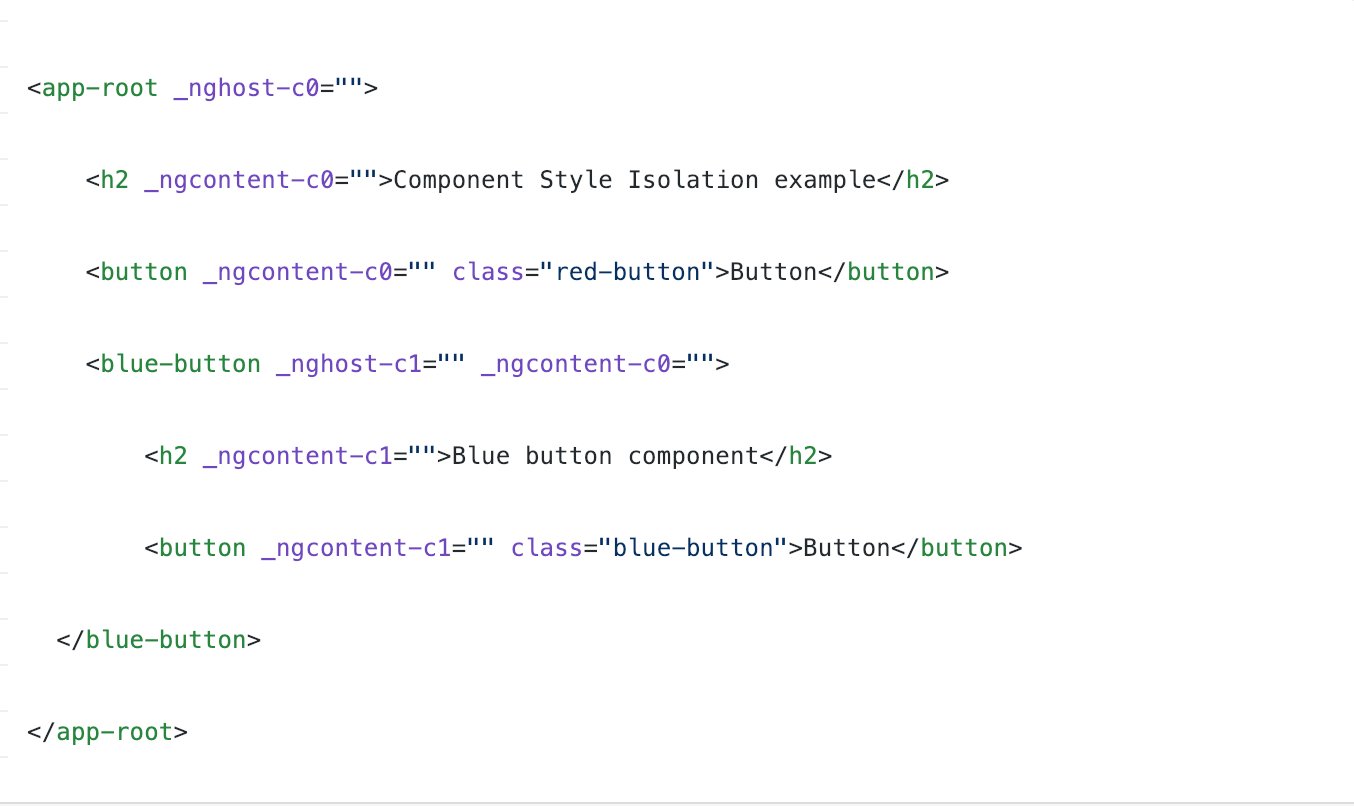 <app-root _nghost-c0="">
<h2 _ngcontent-c0="">Component Style Isolation example</h2>
<button _ngcontent-c0="" class="red-button">Button</button>
<blue-button _nghost-c1="" _ngcontent-c0="">
<h2 _ngcontent-c1="">Blue button component</h2>
<button _ngcontent-c1="" class="blue-button">Button</button>
</blue-button>
</app-root>